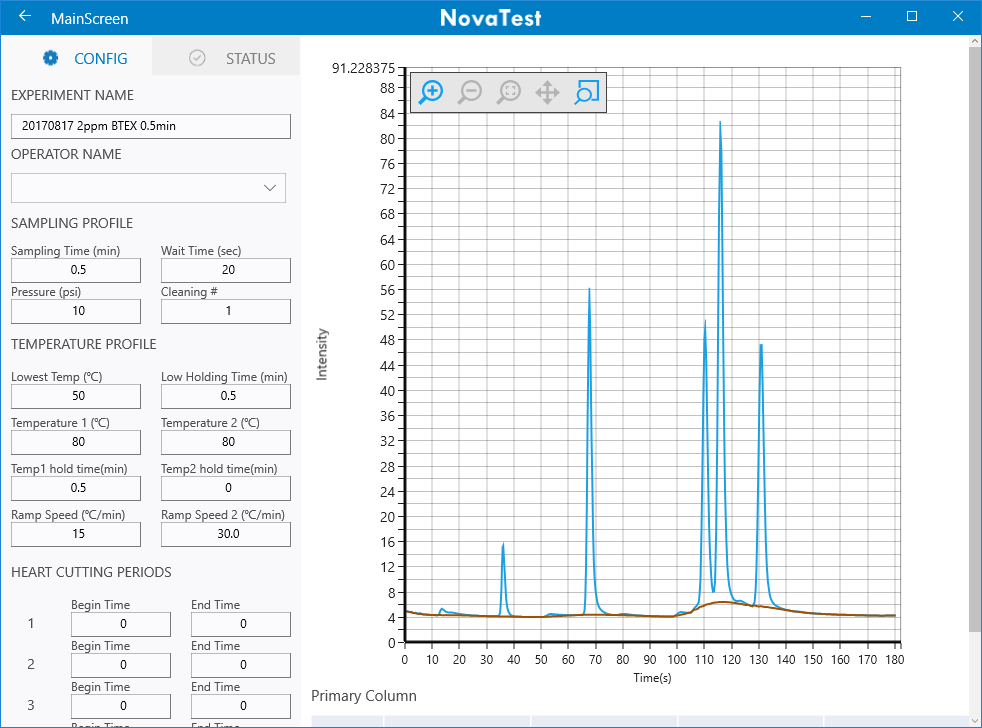 MainScreen
NovaTest
CONFIG
STATUS
EXPERIMENT NAME
20170817 2ppm BTEX 0.5min
OPERATOR NAME
SAMPLING PROFILE
Sampling Time (min) Wait Time (sec)
0.5 20
Pressure (psi) Cleaning #
10 1
TEMPERATURE PROFILE
Lowest Temp (℃) Low Holding Time (min)
50 0.5
Temperature 1 (℃) Temperature 2 (℃)
80 80
Temp1 hold time(min) Temp2 hold time(min)
0.5 0
Ramp Speed (℃/min) Ramp Speed 2 (℃/min)
15 30.0
HEART CUTTING PERIODS
Begin Time End Time
1 0 0
Begin Time End Time
2 0 0
Begin Time End Time
3 0 0
Begin Time End Time
91.228375
88
84
80
76
72
68
64
60
56
52
48
44
40
36
32
28
24
20
16
12
8
4
0
Intensity
0 10 20 30 40 50 60 70 80 90 100 110 120 130 140 150 160 170 180
Time(s)
Primary Column